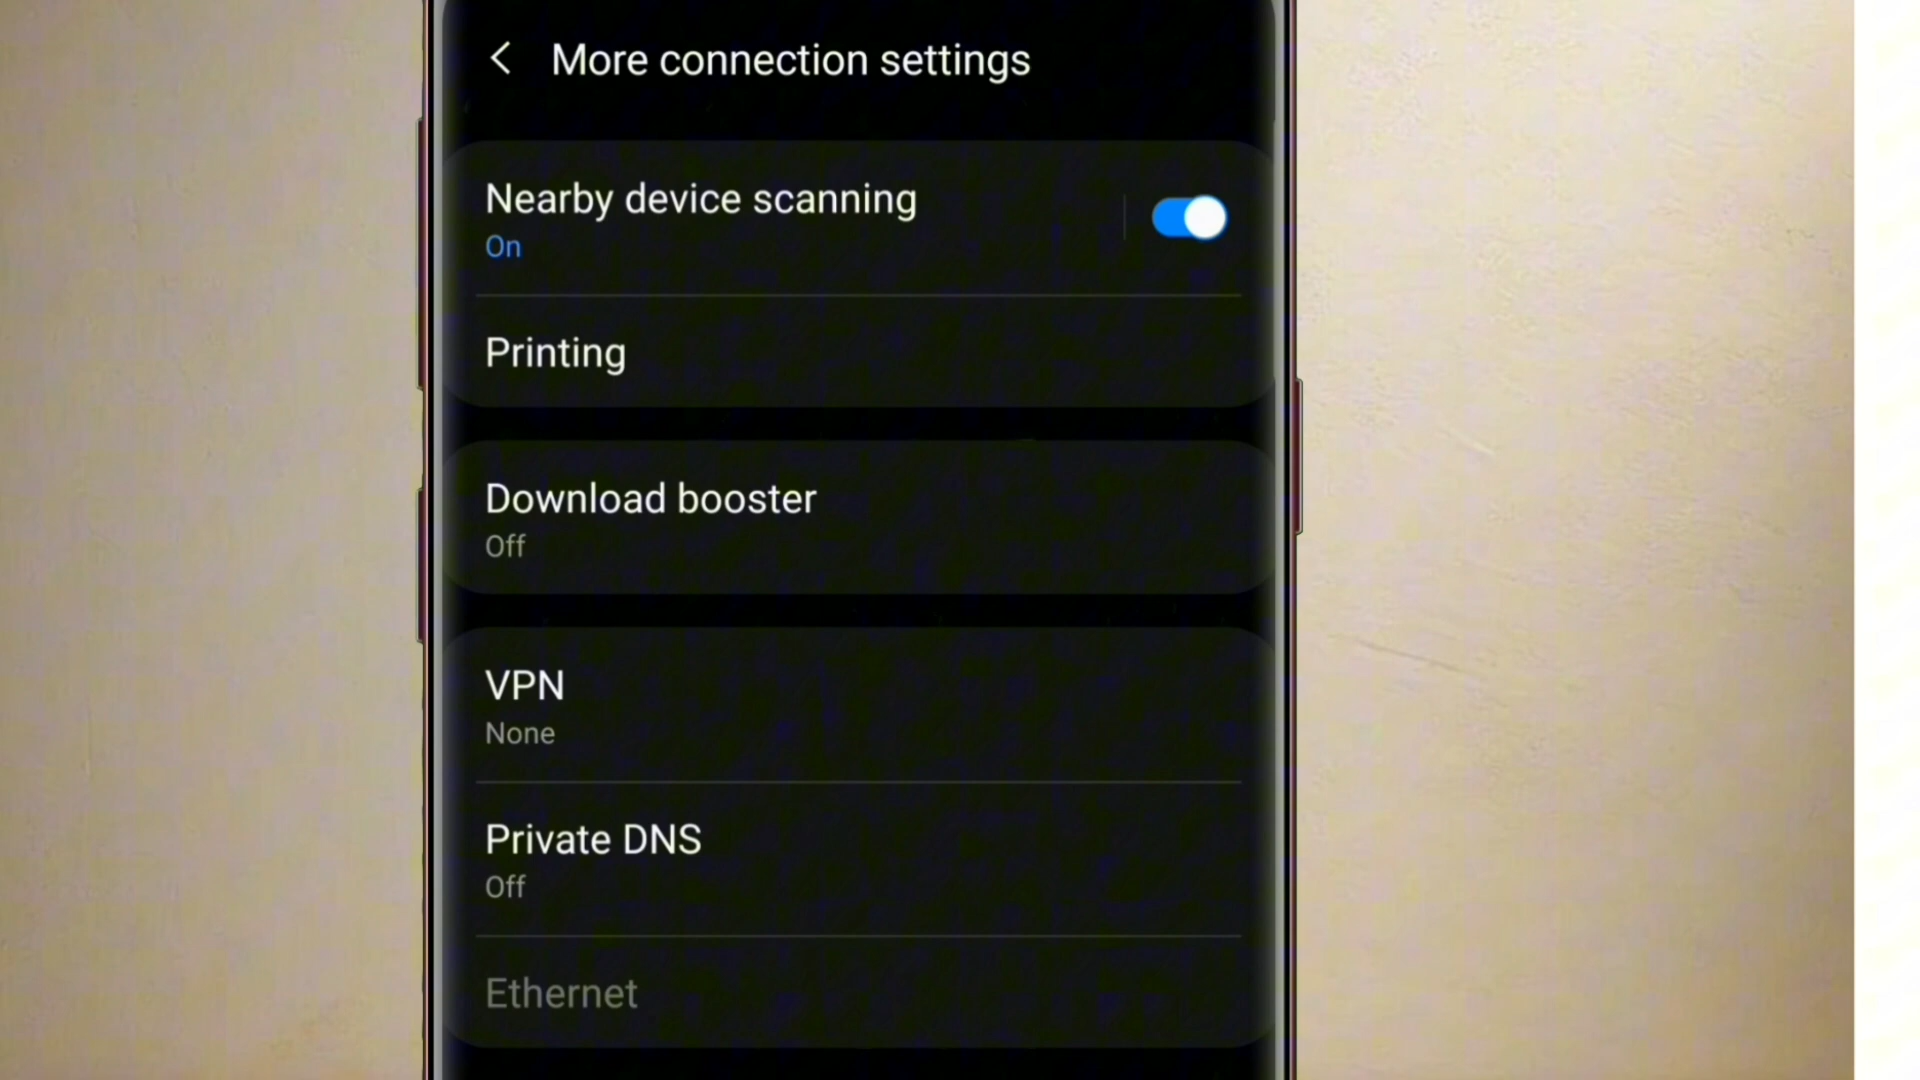 More connection settings
Nearby device scanning
On
Printing
Download booster
Off
VPN
None
Private DNS
Off
Ethernet